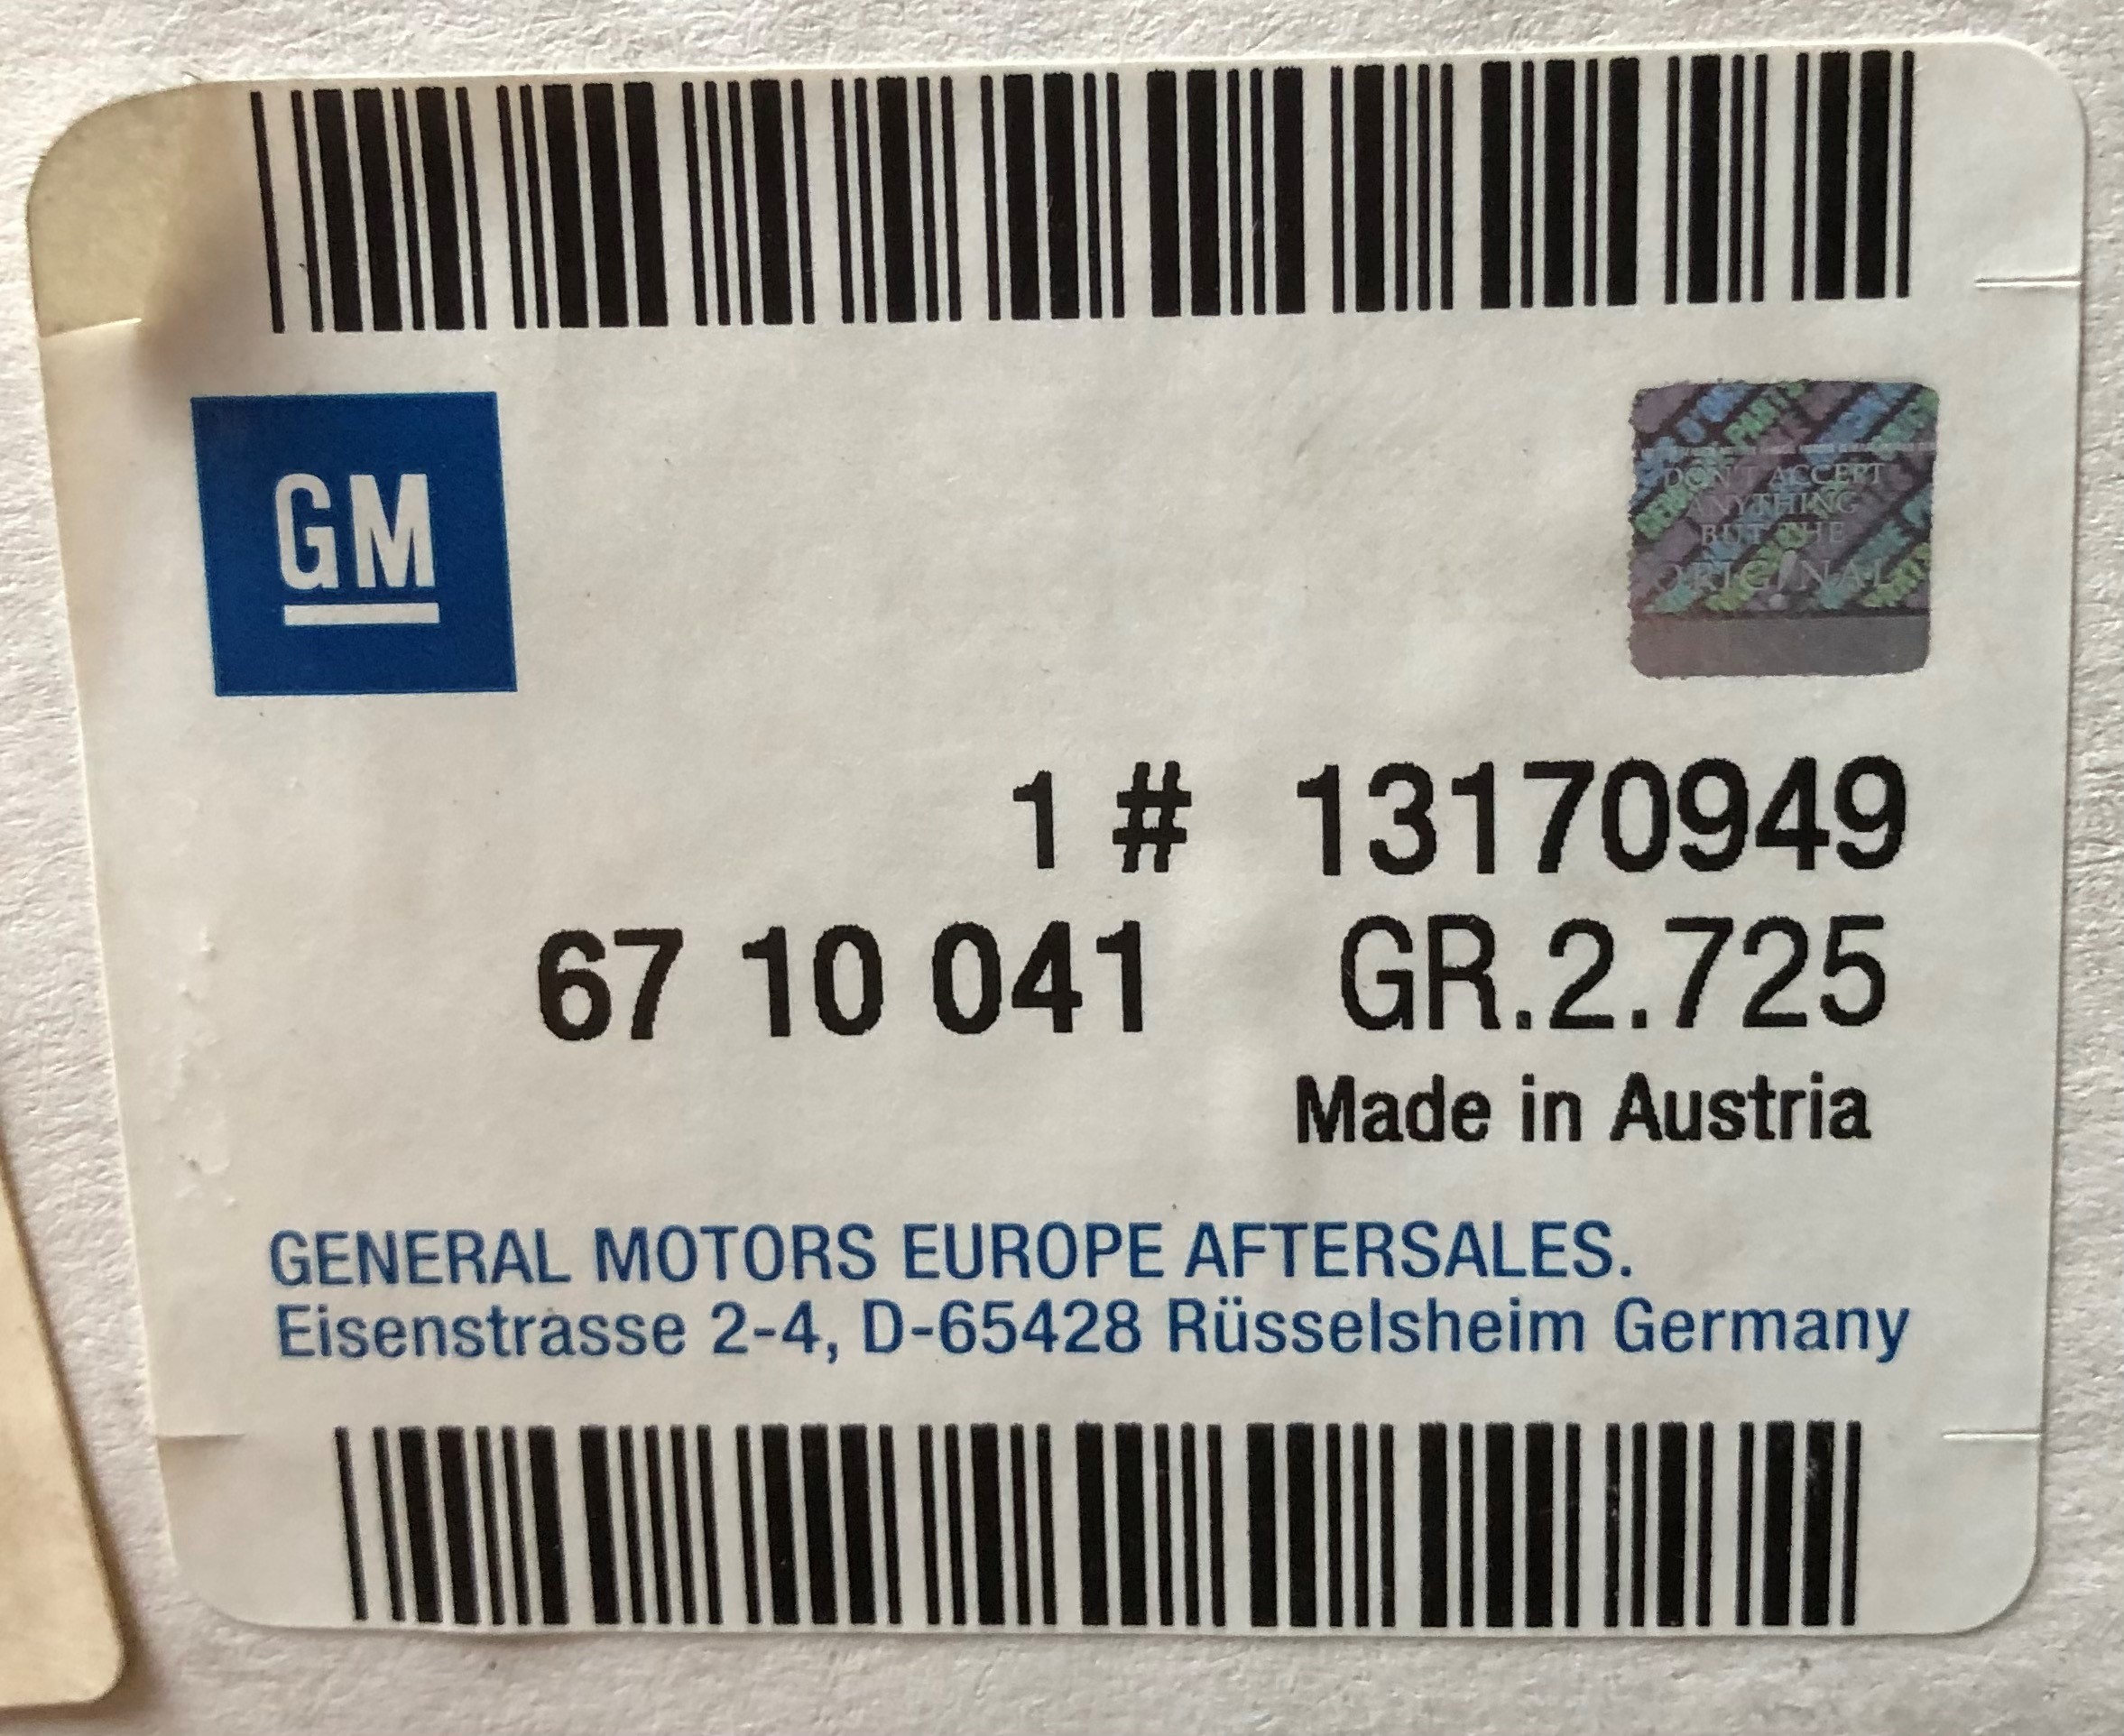 GM
DON'T ACCEPT
ANYTHING
BUT THE
ORIGINAL
1 # 13170949
67 10 041 GR.2.725
Made in Austria
GENERAL MOTORS EUROPE AFTERSALES.
Eisenstrasse 2-4, D-65428 Rüsselsheim Germany